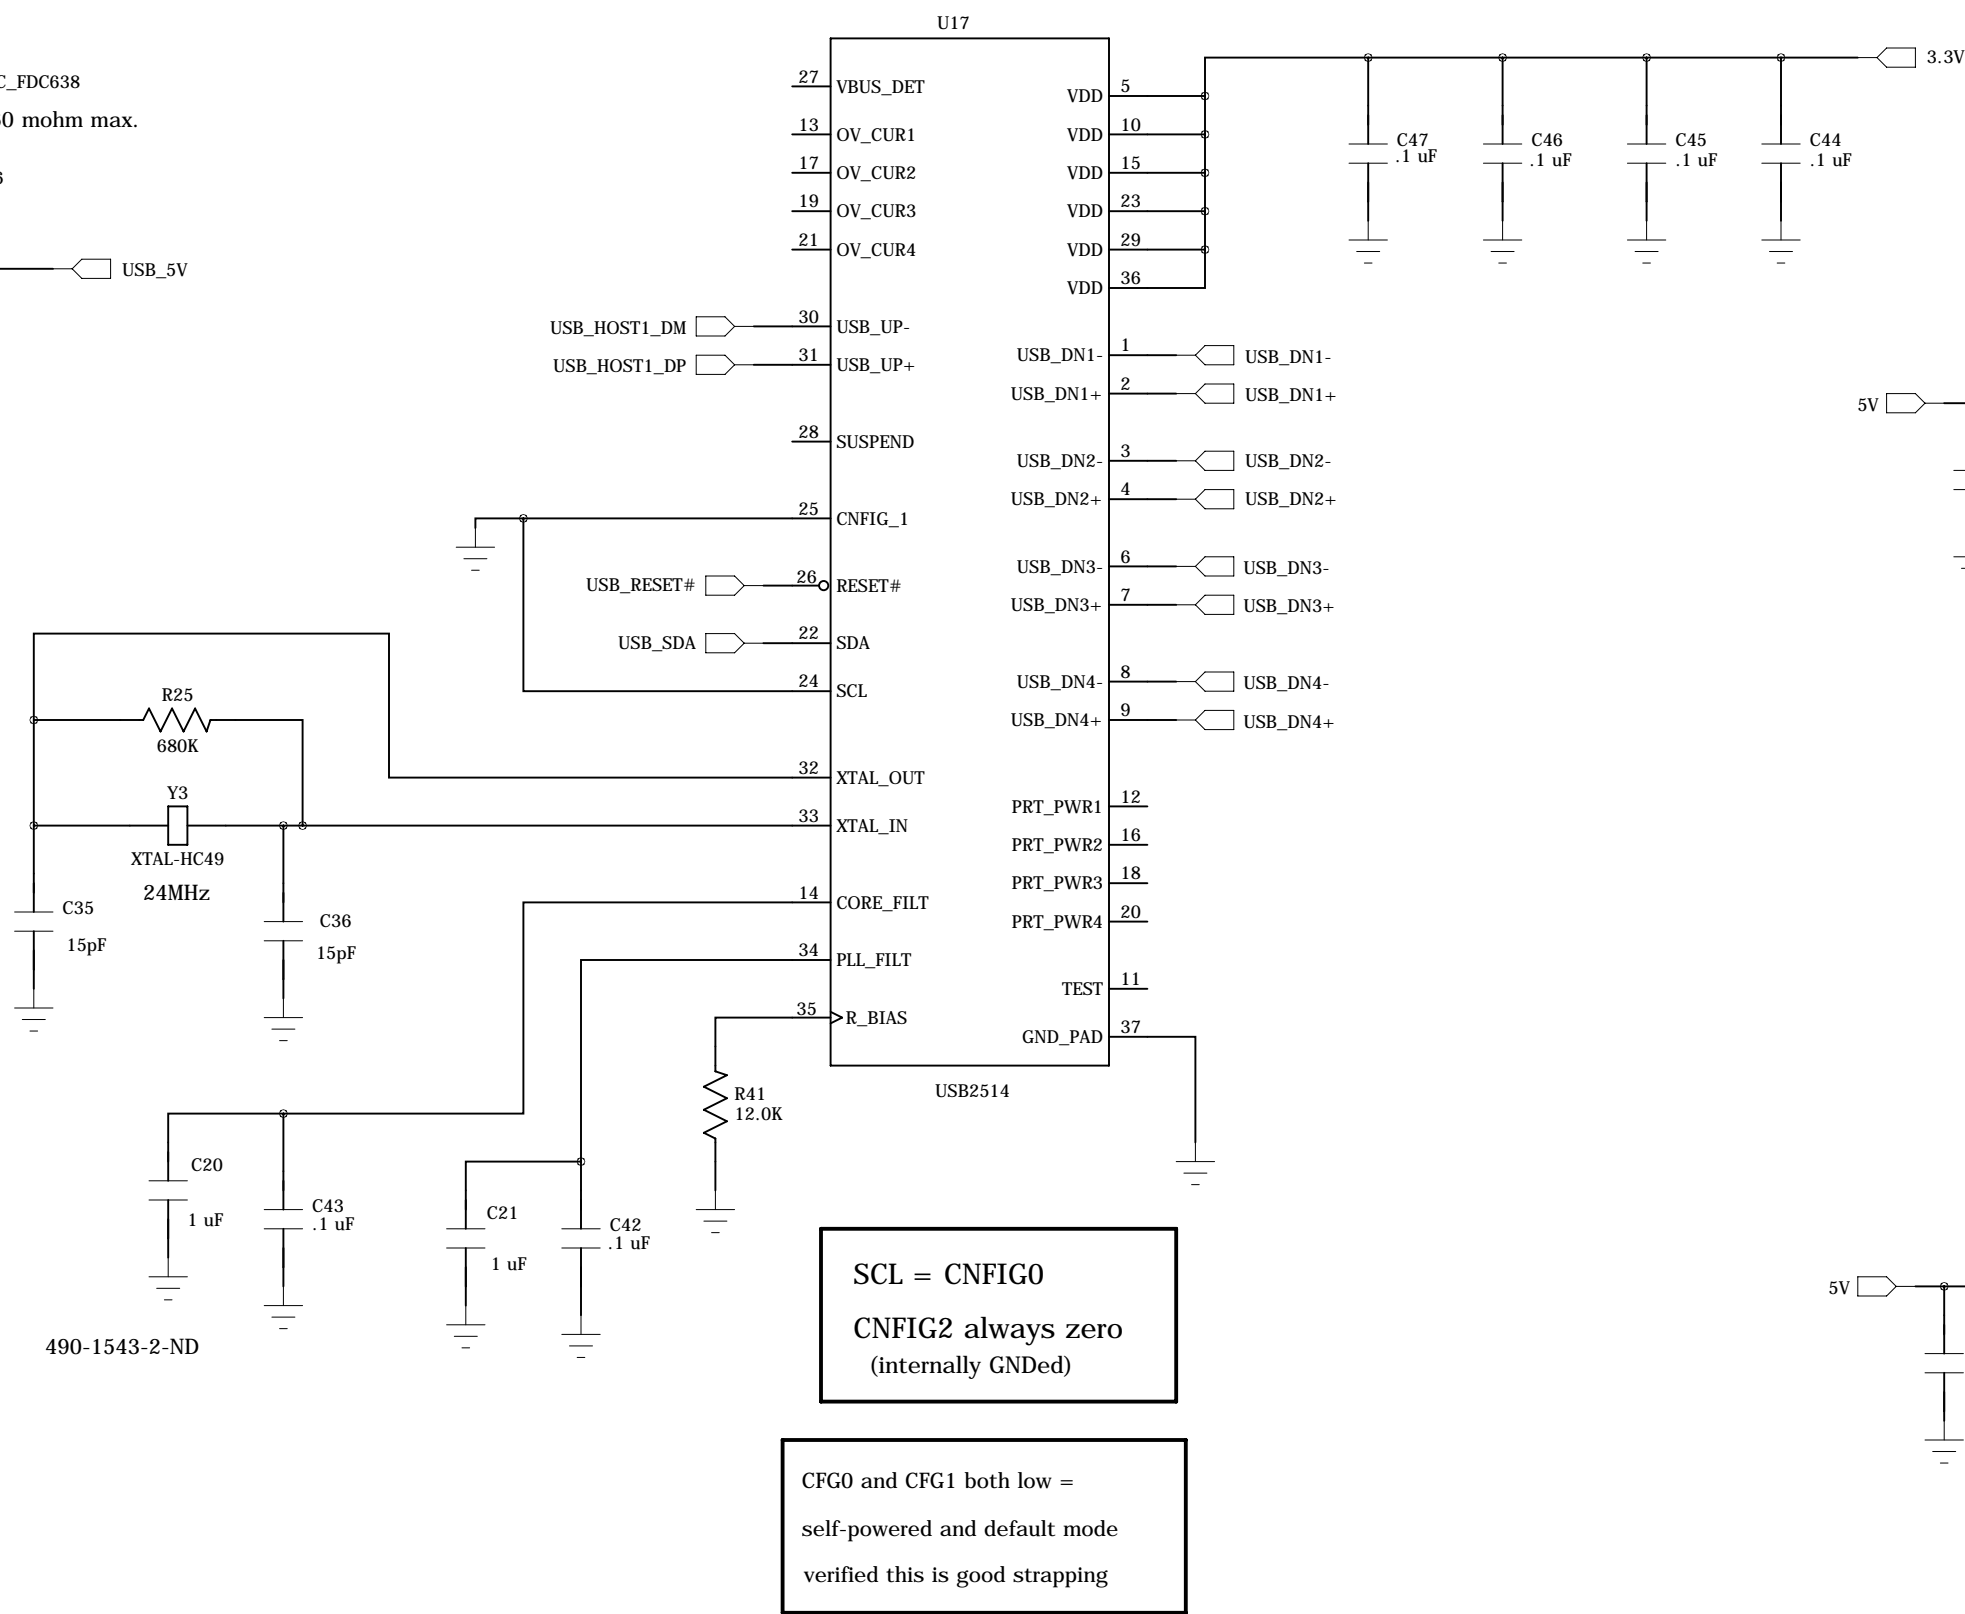 U17
C_FDC638
0 mohm max.
USB_5V
27 VBUS_DET
13 OV_CUR1
17 OV_CUR2
19 OV_CUR3
21 OV_CUR4
USB_HOST1_DM 30 USB_UP-
USB_HOST1_DP 31 USB_UP+
28 SUSPEND
25 CNFIG_1
USB_RESET# 26 RESET#
USB_SDA 22 SDA
24 SCL
32 XTAL_OUT
33 XTAL_IN
14 CORE_FILT
34 PLL_FILT
35 R_BIAS
VDD 5
VDD 10
VDD 15
VDD 23
VDD 29
VDD 36
USB_DN1- 1 USB_DN1-
USB_DN1+ 2 USB_DN1+
USB_DN2- 3 USB_DN2-
USB_DN2+ 4 USB_DN2+
USB_DN3- 6 USB_DN3-
USB_DN3+ 7 USB_DN3+
USB_DN4- 8 USB_DN4-
USB_DN4+ 9 USB_DN4+
PRT_PWR1 12
PRT_PWR2 16
PRT_PWR3 18
PRT_PWR4 20
TEST 11
GND_PAD 37
USB2514
3.3V
C47
.1 uF
C46
.1 uF
C45
.1 uF
C44
.1 uF
5V
R25
680K
Y3
XTAL-HC49
24MHz
C35
15pF
C36
15pF
R41
12.0K
C20
1 uF
C43
.1 uF
C21
1 uF
C42
.1 uF
490-1543-2-ND
5V
SCL = CNFIG0
CNFIG2 always zero
(internally GNDed)
CFG0 and CFG1 both low =
self-powered and default mode
verified this is good strapping